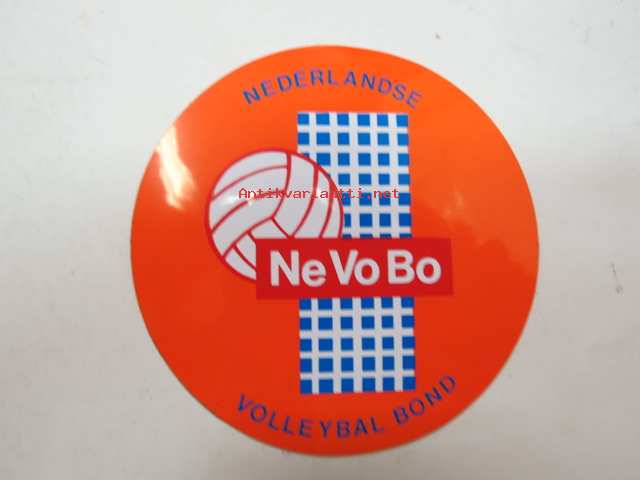 NEDERLANDSE
Antikvariaatti.net
NeVoBo
VOLLEYBAL BOND